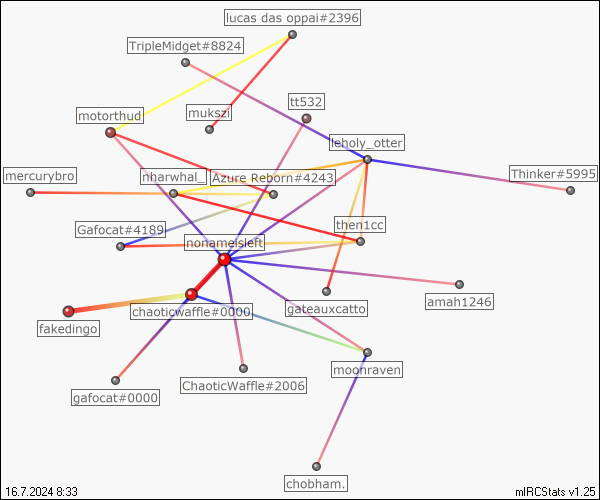 lucas das oppai#2396
TripleMidget#8824
tt532
motorthud
mukszi
leholy_otter
mercurybro
nharwhal_
Azure Reborn#4243
Thinker#5995
Gafocat#4189
then1cc
nonameisleft
gateauxcatto
amah1246
chaoticwaffle#0000
fakedingo
moonraven
ChaoticWaffle#2006
gafocat#0000
chobham.
16.7.2024 8:33
mIRCStats v1.25